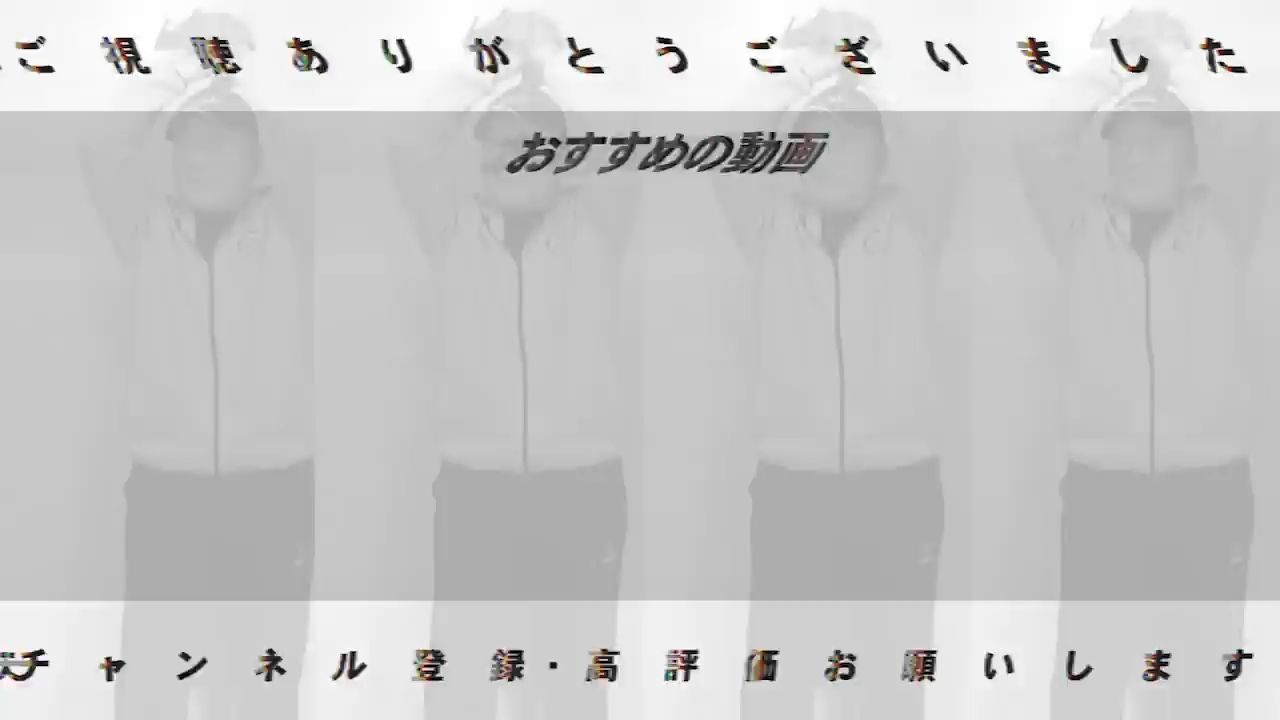 ご視聴ありがとうございました
おすすめの動画
チャンネル登録・高評価お願いします